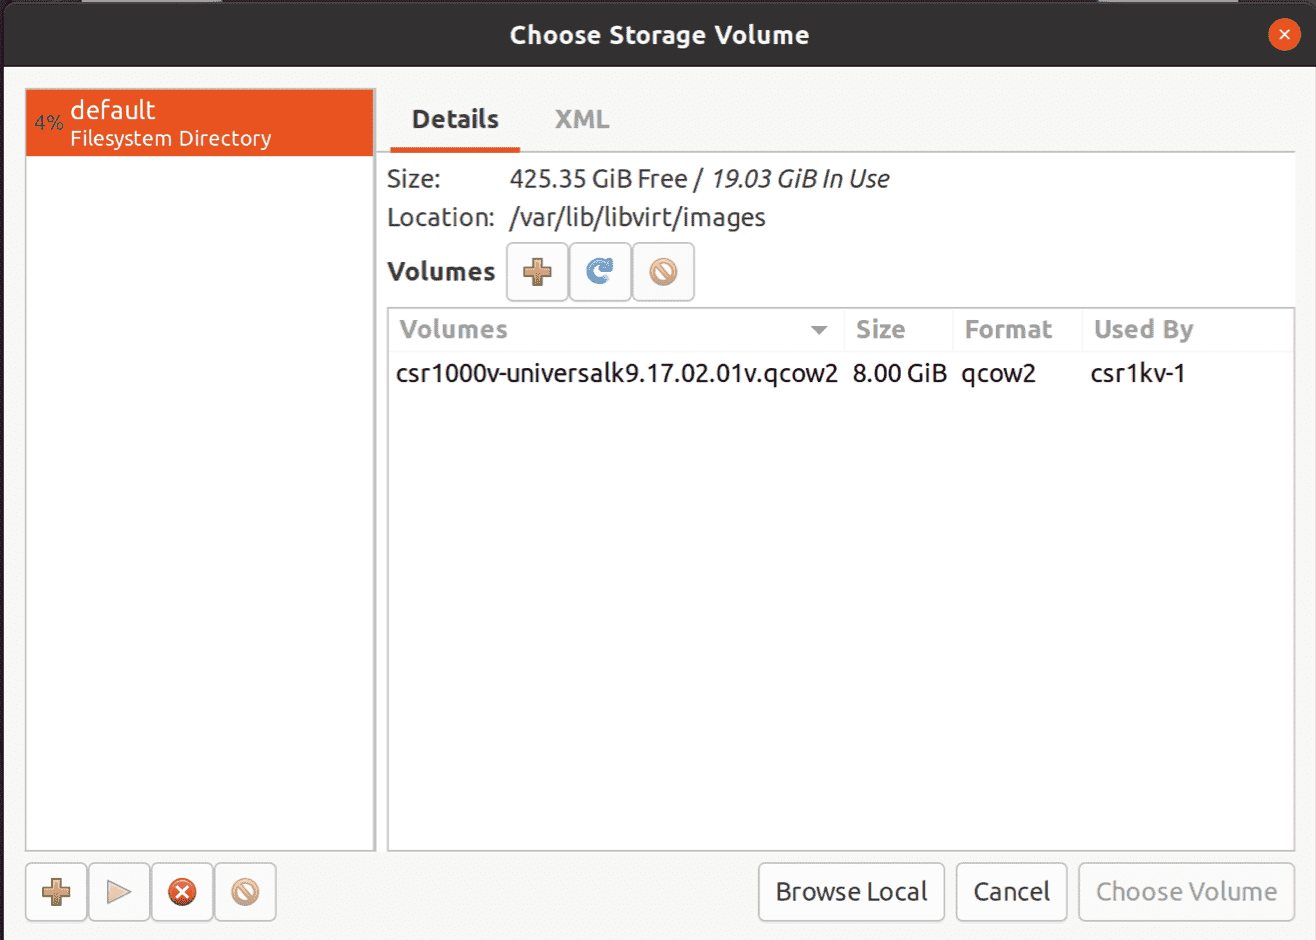 Choose Storage Volume
4% default
Filesystem Directory
Details XML
Size: 425.35 GiB Free / 19.03 GiB In Use
Location: /var/lib/libvirt/images
Volumes
Volumes Size Format Used By
csr1000v-universalk9.17.02.01v.qcow2 8.00 GiB qcow2 csr1kv-1
Browse Local Cancel Choose Volume